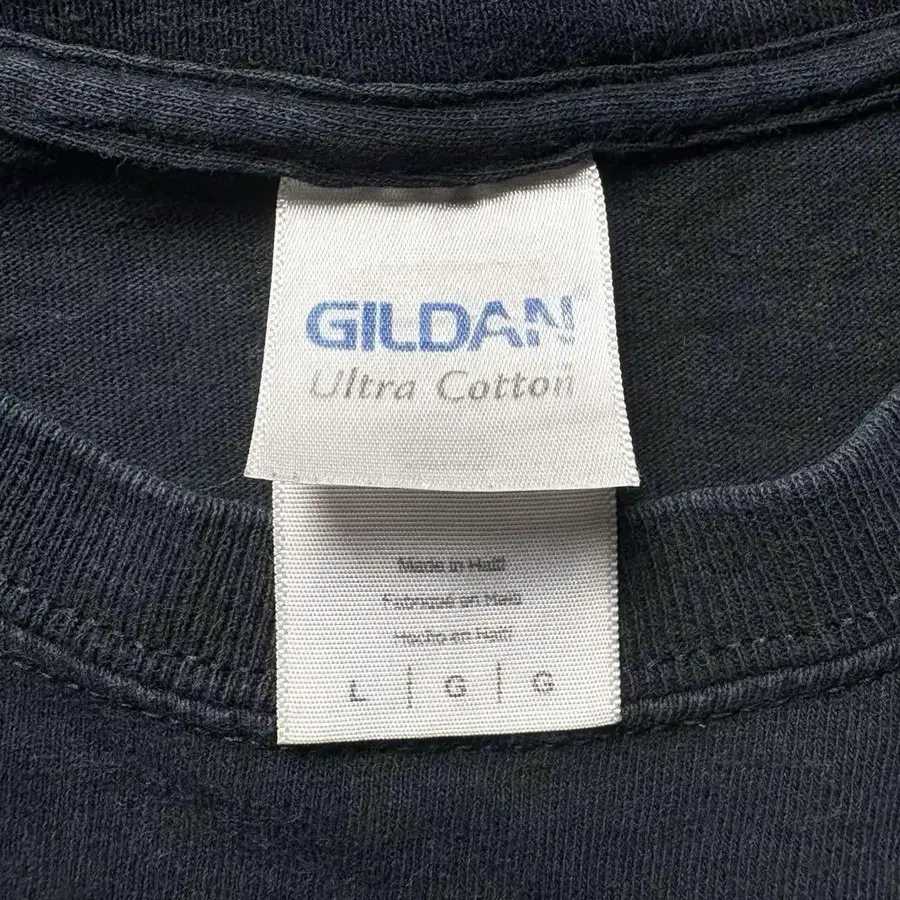 GILDAN®
Ultra Cotton
Made in Haiti
Fabriqué en Haïti
Hecho en Haití
L | G | G